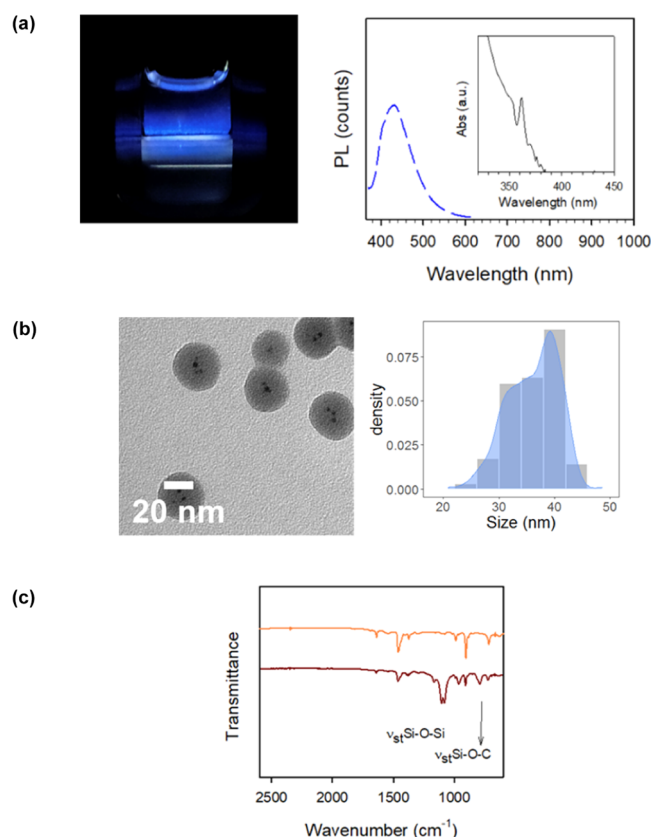 (a)
PL (counts)
Abs (a.u.)
350 400 450
Wavelength (nm)
400 500 600 700 800 900 1000
Wavelength (nm)
(b)
20 nm
density
0.075
0.050
0.025
0.000
20 30 40 50
Size (nm)
(c)
Transmittance
νstSi-O-Si
νstSi-O-C
2500 2000 1500 1000
Wavenumber (cm-1)